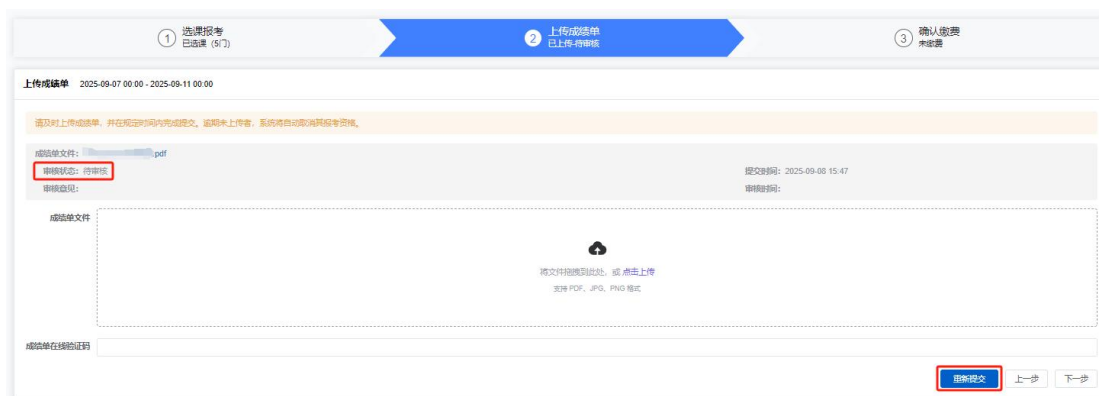 1 选课报考
已选课（5门）
2 上传成绩单
已上传-待审核
3 确认缴费
未缴费
上传成绩单 2025-09-07 00:00 - 2025-09-11 00:00
请及时上传成绩单，并在规定时间内完成提交。逾期未上传者，系统将自动取消其报考资格。
成绩单文件： .pdf
审核状态：待审核 提交时间：2025-09-08 15:47
审核意见： 审核时间：
成绩单文件
将文件拖拽到此处，或 点击上传
支持 PDF、JPG、PNG 格式
成绩单在线验证码
重新提交 上一步 下一步